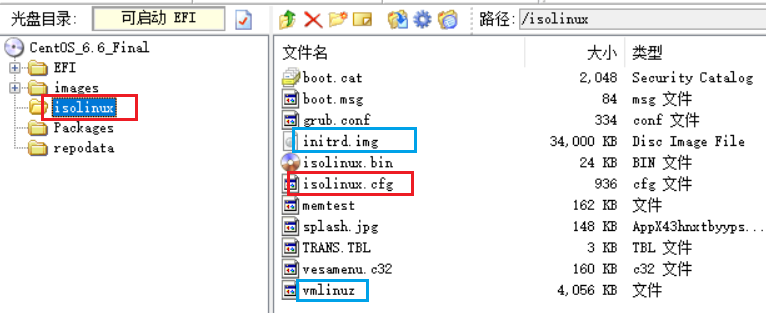 光盘目录: 可启动 EFI 路径: /isolinux
CentOS_6.6_Final
EFI
images
isolinux
Packages
repodata
文件名 大小 类型
boot.cat 2,048 Security Catalog
boot.msg 84 msg 文件
grub.conf 334 conf 文件
initrd.img 34,000 KB Disc Image File
isolinux.bin 24 KB BIN 文件
isolinux.cfg 936 cfg 文件
memtest 162 KB 文件
splash.jpg 148 KB AppX43hnxtbyyps...
TRANS.TBL 3 KB TBL 文件
vesamenu.c32 160 KB c32 文件
vmlinuz 4,056 KB 文件